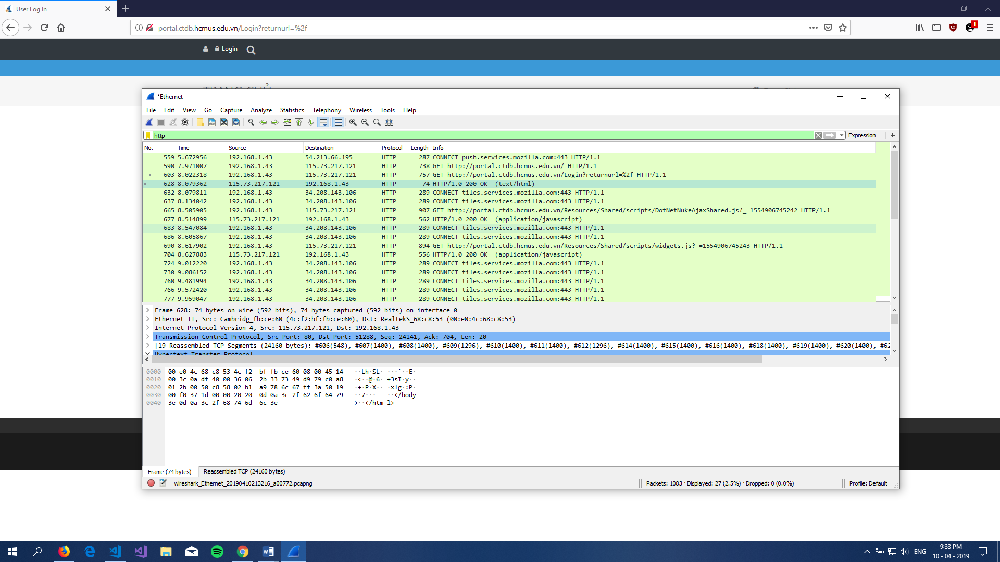 User Log In
portal.ctdb.hcmus.edu.vn/Login?returnurl=%2f
1
Login
TRANG CHỦ
*Ethernet
File Edit View Go Capture Analyze Statistics Telephony Wireless Tools Help
http
Expression... +
No. Time Source Destination Protocol Length Info
559 5.672956 192.168.1.43 54.213.66.195 HTTP 287 CONNECT push.services.mozilla.com:443 HTTP/1.1
590 7.971007 192.168.1.43 115.73.217.121 HTTP 738 GET http://portal.ctdb.hcmus.edu.vn/ HTTP/1.1
603 8.022318 192.168.1.43 115.73.217.121 HTTP 757 GET http://portal.ctdb.hcmus.edu.vn/Login?returnurl=%2f HTTP/1.1
628 8.079362 115.73.217.121 192.168.1.43 HTTP 74 HTTP/1.0 200 OK (text/html)
632 8.079811 192.168.1.43 34.208.143.106 HTTP 289 CONNECT tiles.services.mozilla.com:443 HTTP/1.1
637 8.134042 192.168.1.43 34.208.143.106 HTTP 289 CONNECT tiles.services.mozilla.com:443 HTTP/1.1
665 8.505905 192.168.1.43 115.73.217.121 HTTP 907 GET http://portal.ctdb.hcmus.edu.vn/Resources/Shared/scripts/DotNetNukeAjaxShared.js?_=1554906745242 HTTP/1.1
677 8.514899 115.73.217.121 192.168.1.43 HTTP 562 HTTP/1.0 200 OK (application/javascript)
683 8.547084 192.168.1.43 34.208.143.106 HTTP 289 CONNECT tiles.services.mozilla.com:443 HTTP/1.1
686 8.605867 192.168.1.43 34.208.143.106 HTTP 289 CONNECT tiles.services.mozilla.com:443 HTTP/1.1
690 8.617902 192.168.1.43 115.73.217.121 HTTP 894 GET http://portal.ctdb.hcmus.edu.vn/Resources/Shared/scripts/widgets.js?_=1554906745243 HTTP/1.1
704 8.627883 115.73.217.121 192.168.1.43 HTTP 556 HTTP/1.0 200 OK (application/javascript)
724 9.012220 192.168.1.43 34.208.143.106 HTTP 289 CONNECT tiles.services.mozilla.com:443 HTTP/1.1
730 9.086152 192.168.1.43 34.208.143.106 HTTP 289 CONNECT tiles.services.mozilla.com:443 HTTP/1.1
760 9.481994 192.168.1.43 34.208.143.106 HTTP 289 CONNECT tiles.services.mozilla.com:443 HTTP/1.1
766 9.572420 192.168.1.43 34.208.143.106 HTTP 289 CONNECT tiles.services.mozilla.com:443 HTTP/1.1
777 9.959047 192.168.1.43 34.208.143.106 HTTP 289 CONNECT tiles.services.mozilla.com:443 HTTP/1.1
Frame 628: 74 bytes on wire (592 bits), 74 bytes captured (592 bits) on interface 0
Ethernet II, Src: Cambridg_fb:ce:60 (4c:f2:bf:fb:ce:60), Dst: RealtekS_68:c8:53 (00:e0:4c:68:c8:53)
Internet Protocol Version 4, Src: 115.73.217.121, Dst: 192.168.1.43
Transmission Control Protocol, Src Port: 80, Dst Port: 51288, Seq: 24141, Ack: 704, Len: 20
[19 Reassembled TCP Segments (24160 bytes): #606(548), #607(1400), #608(1400), #609(1296), #610(1400), #611(1400), #612(1296), #614(1400), #615(1400), #616(1400), #618(1400), #619(1400), #620(1400), #62
Hypertext Transfer Protocol
0000 00 e0 4c 68 c8 53 4c f2 bf fb ce 60 08 00 45 14 ··Lh·SL· ···`··E·
0010 00 3c 0a df 40 00 36 06 2b 33 73 49 d9 79 c0 a8 ·<··@·6· +3sI·y··
0020 01 2b 00 50 c8 58 02 b1 a9 78 6c 67 ff 3a 50 19 ·+·P·X·· ·xlg·:P·
0030 00 f0 37 1d 00 00 20 20 0d 0a 3c 2f 62 6f 64 79 ··7··· ··</body
0040 3e 0d 0a 3c 2f 68 74 6d 6c 3e >··</htm l>
Frame (74 bytes) Reassembled TCP (24160 bytes)
wireshark_Ethernet_20190410213216_a00772.pcapng
Packets: 1083 · Displayed: 27 (2.5%) · Dropped: 0 (0.0%)
Profile: Default
ENG
9:33 PM
10 - 04 - 2019